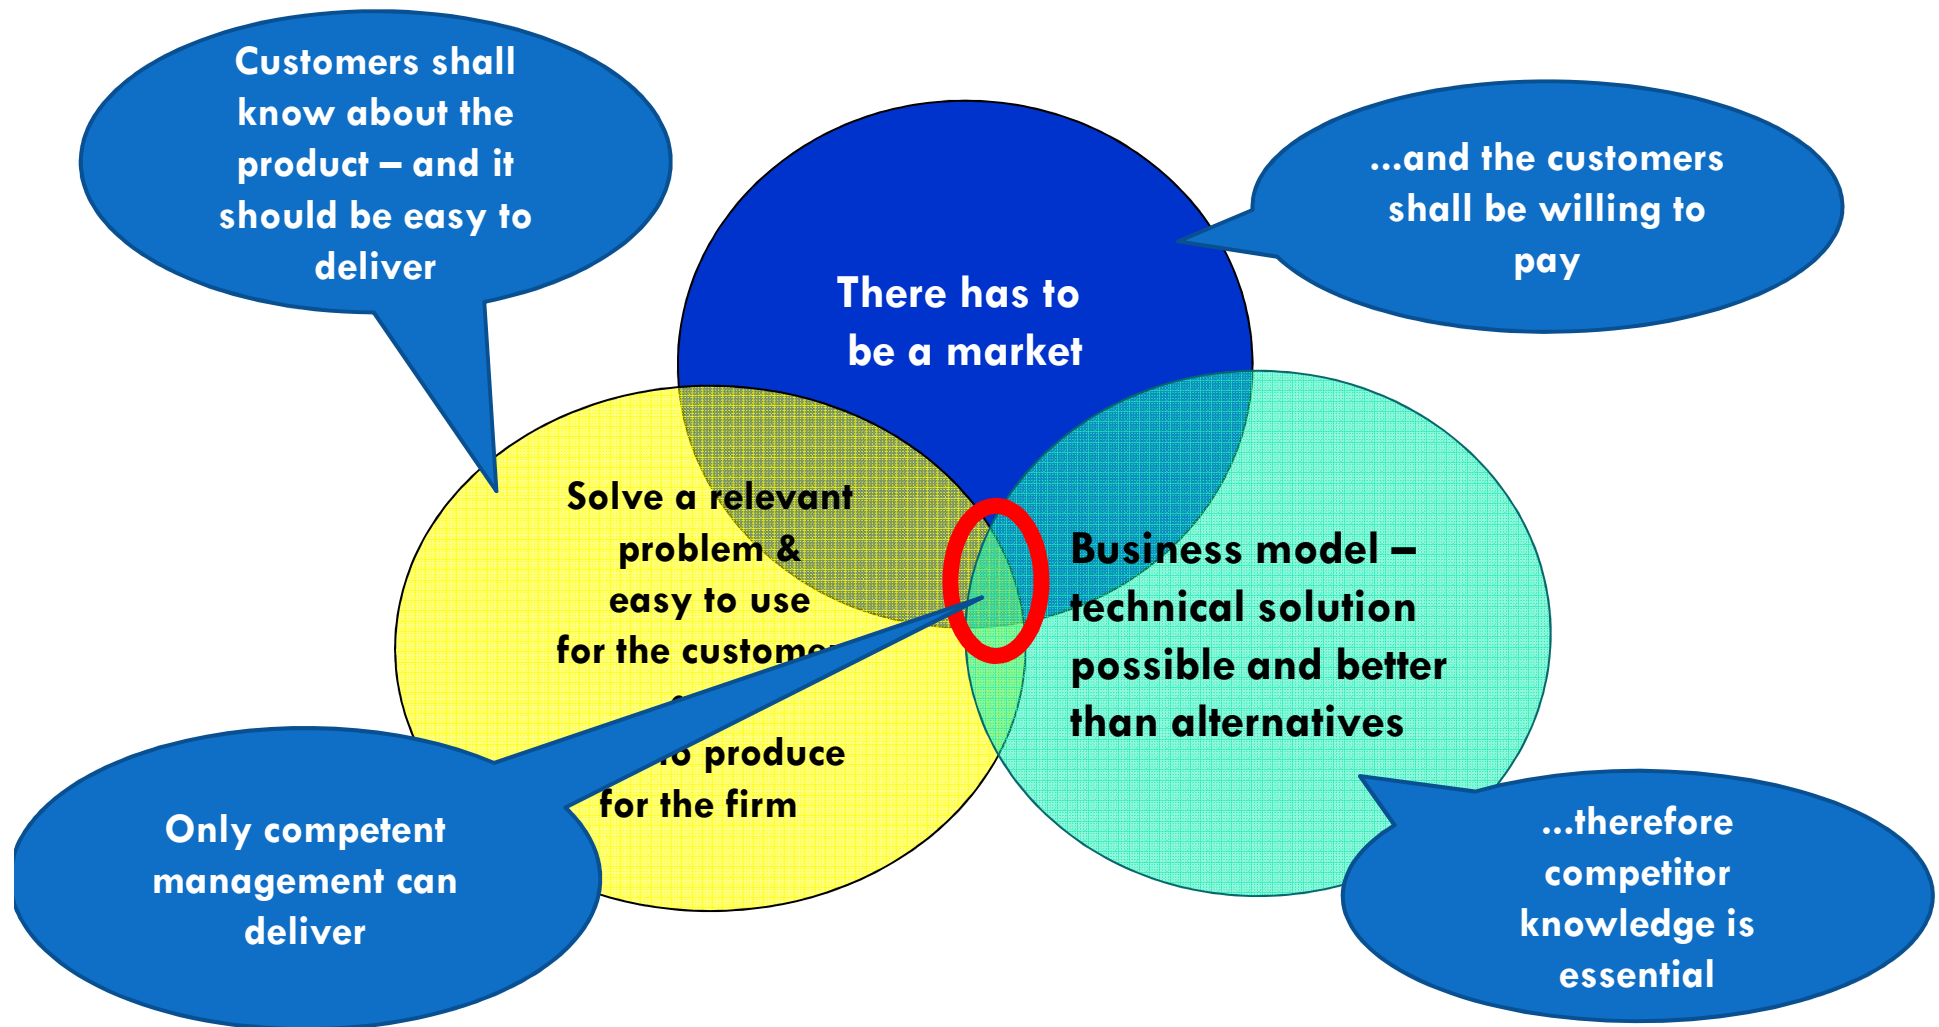 Customers shall
know about the
product – and it
should be easy to
deliver
...and the customers
shall be willing to
pay
There has to
be a market
Solve a relevant
problem &
easy to use
for the customer
produce
for the firm
Business model –
technical solution
possible and better
than alternatives
Only competent
management can
deliver
...therefore
competitor
knowledge is
essential